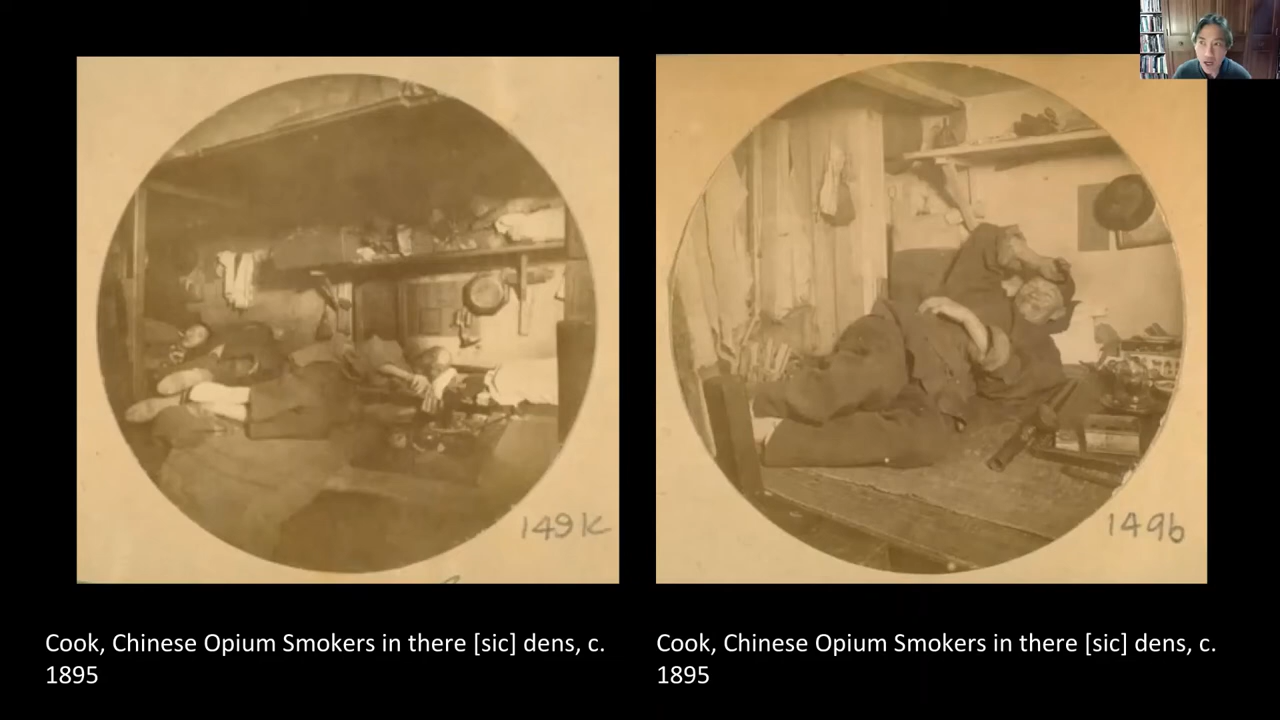 149K
149b
Cook, Chinese Opium Smokers in there [sic] dens, c.
1895
Cook, Chinese Opium Smokers in there [sic] dens, c.
1895